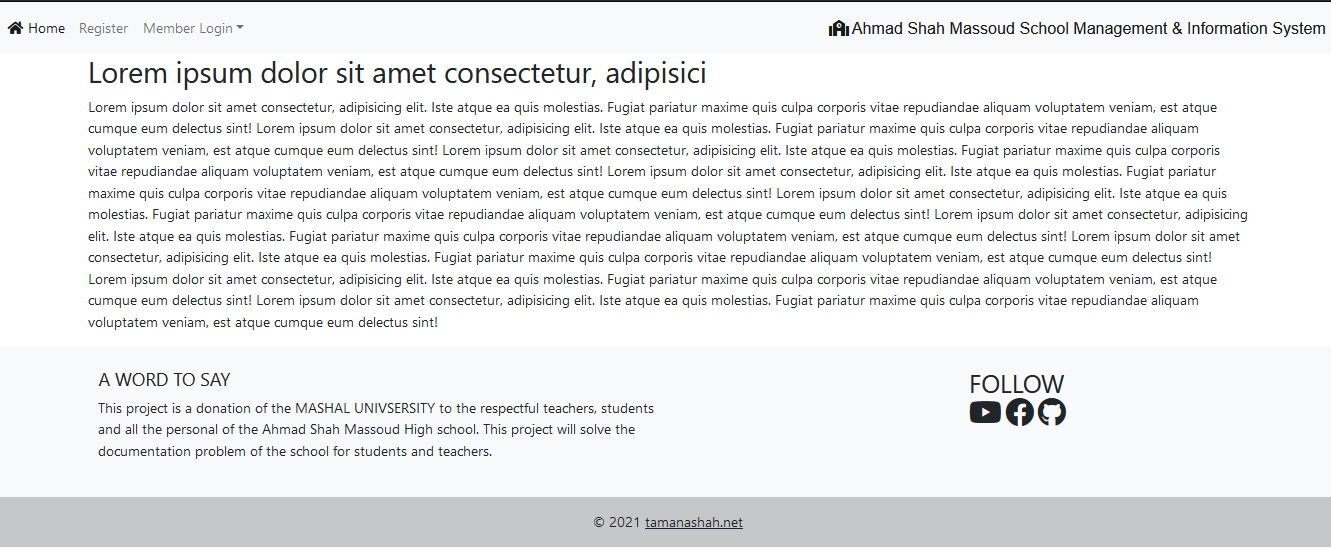 Home Register Member Login Ahmad Shah Massoud School Management & Information System
Lorem ipsum dolor sit amet consectetur, adipisici
Lorem ipsum dolor sit amet consectetur, adipisicing elit. Iste atque ea quis molestias. Fugiat pariatur maxime quis culpa corporis vitae repudiandae aliquam voluptatem veniam, est atque
cumque eum delectus sint! Lorem ipsum dolor sit amet consectetur, adipisicing elit. Iste atque ea quis molestias. Fugiat pariatur maxime quis culpa corporis vitae repudiandae aliquam
voluptatem veniam, est atque cumque eum delectus sint! Lorem ipsum dolor sit amet consectetur, adipisicing elit. Iste atque ea quis molestias. Fugiat pariatur maxime quis culpa corporis
vitae repudiandae aliquam voluptatem veniam, est atque cumque eum delectus sint! Lorem ipsum dolor sit amet consectetur, adipisicing elit. Iste atque ea quis molestias. Fugiat pariatur
maxime quis culpa corporis vitae repudiandae aliquam voluptatem veniam, est atque cumque eum delectus sint! Lorem ipsum dolor sit amet consectetur, adipisicing elit. Iste atque ea quis
molestias. Fugiat pariatur maxime quis culpa corporis vitae repudiandae aliquam voluptatem veniam, est atque cumque eum delectus sint! Lorem ipsum dolor sit amet consectetur, adipisicing
elit. Iste atque ea quis molestias. Fugiat pariatur maxime quis culpa corporis vitae repudiandae aliquam voluptatem veniam, est atque cumque eum delectus sint! Lorem ipsum dolor sit amet
consectetur, adipisicing elit. Iste atque ea quis molestias. Fugiat pariatur maxime quis culpa corporis vitae repudiandae aliquam voluptatem veniam, est atque cumque eum delectus sint!
Lorem ipsum dolor sit amet consectetur, adipisicing elit. Iste atque ea quis molestias. Fugiat pariatur maxime quis culpa corporis vitae repudiandae aliquam voluptatem veniam, est atque
cumque eum delectus sint! Lorem ipsum dolor sit amet consectetur, adipisicing elit. Iste atque ea quis molestias. Fugiat pariatur maxime quis culpa corporis vitae repudiandae aliquam
voluptatem veniam, est atque cumque eum delectus sint!
A WORD TO SAY
This project is a donation of the MASHAL UNIVSERSITY to the respectful teachers, students
and all the personal of the Ahmad Shah Massoud High school. This project will solve the
documentation problem of the school for students and teachers.
FOLLOW
© 2021 tamanashah.net